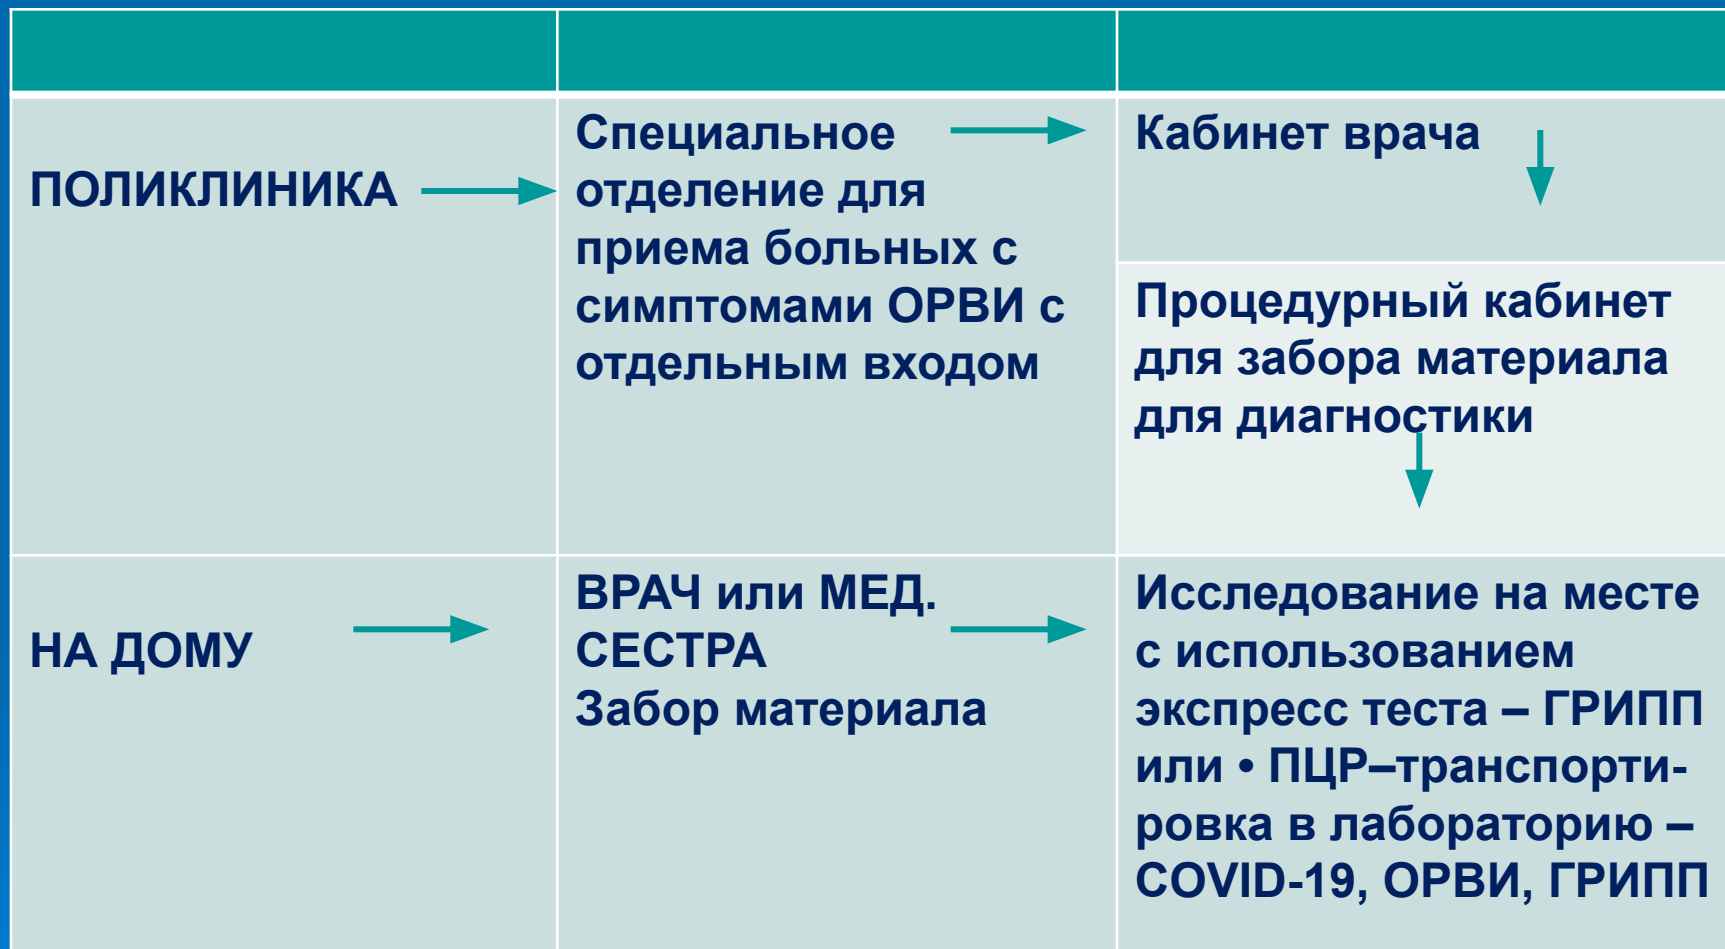 ПОЛИКЛИНИКА
Специальное
отделение для
приема больных с
симптомами ОРВИ с
отдельным входом
Кабинет врача
Процедурный кабинет
для забора материала
для диагностики
НА ДОМУ
ВРАЧ или МЕД.
СЕСТРА
Забор материала
Исследование на месте
с использованием
экспресс теста – ГРИПП
или • ПЦР–транспорти-
ровка в лабораторию –
COVID-19, ОРВИ, ГРИПП